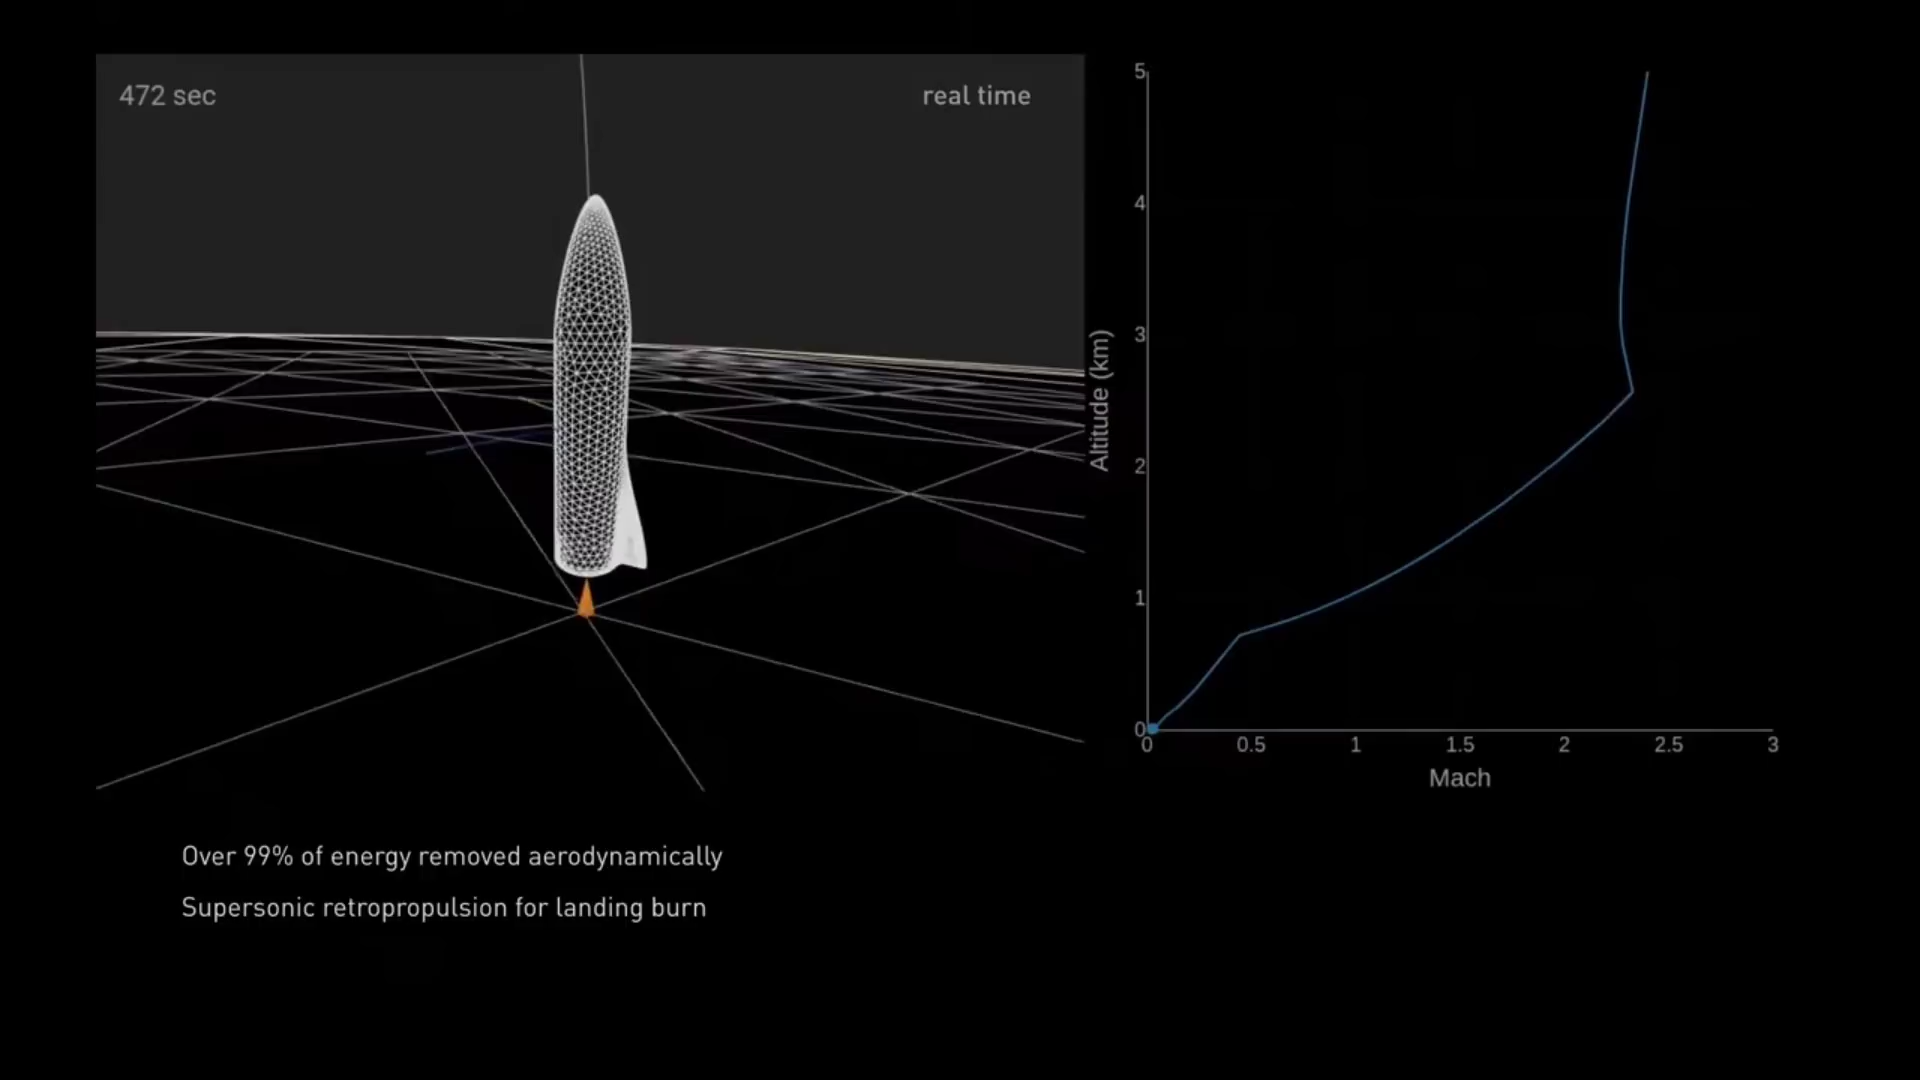 472 sec
real time
5
4
3
2
1
0
Altitude (km)
0
0.5
1
1.5
2
2.5
3
Mach
Over 99% of energy removed aerodynamically
Supersonic retropropulsion for landing burn